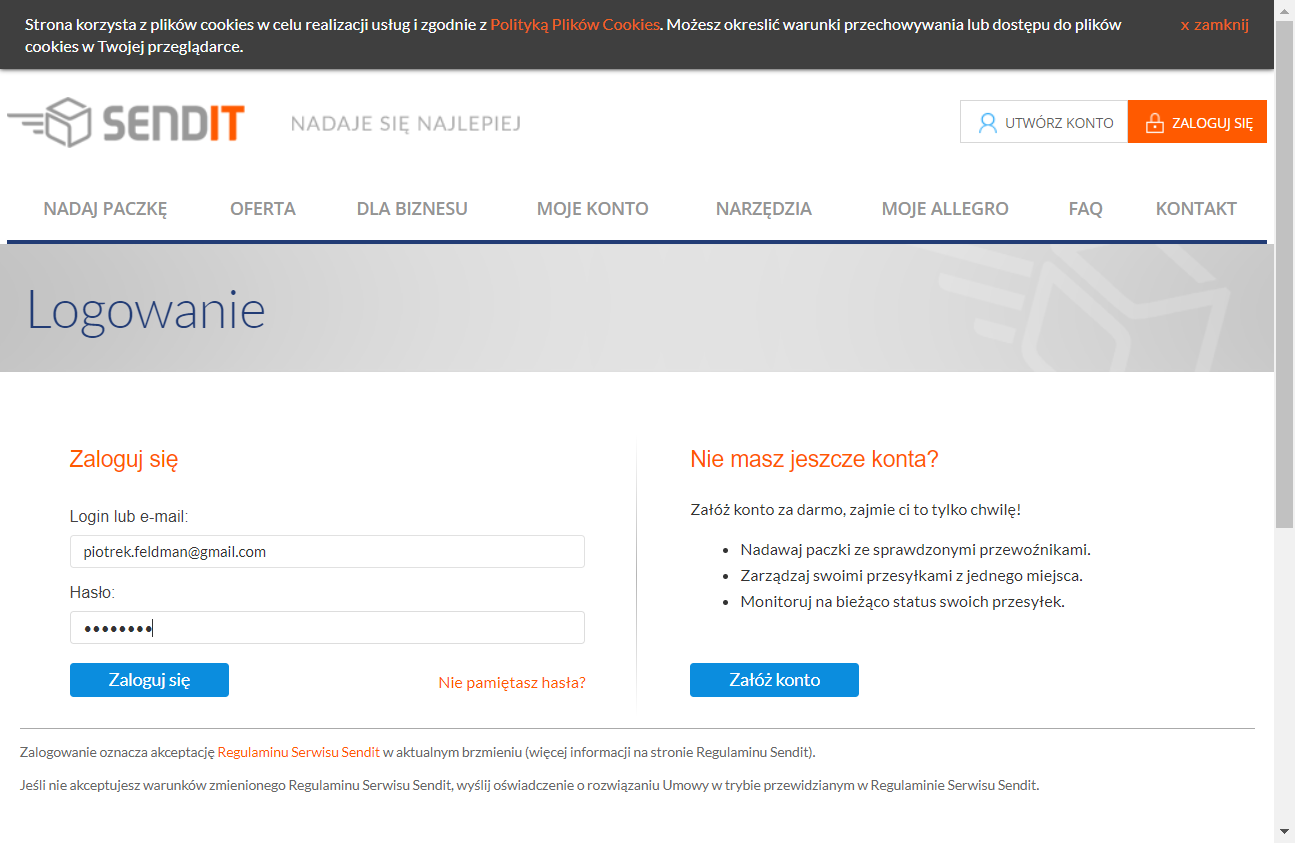 Strona korzysta z plików cookies w celu realizacji usług i zgodnie z Polityką Plików Cookies. Możesz okreslić warunki przechowywania lub dostępu do plików
cookies w Twojej przeglądarce.
x zamknij
SENDIT
NADAJE SIĘ NAJLEPIEJ
UTWÓRZ KONTO
ZALOGUJ SIĘ
NADAJ PACZKĘ OFERTA DLA BIZNESU MOJE KONTO NARZĘDZIA MOJE ALLEGRO FAQ KONTAKT
Logowanie
Zaloguj się
Login lub e-mail:
piotrek.feldman@gmail.com
Hasło:
••••••••
Zaloguj się
Nie pamiętasz hasła?
Nie masz jeszcze konta?
Załóż konto za darmo, zajmie ci to tylko chwilę!
• Nadawaj paczki ze sprawdzonymi przewoźnikami.
• Zarządzaj swoimi przesyłkami z jednego miejsca.
• Monitoruj na bieżąco status swoich przesyłek.
Załóż konto
Zalogowanie oznacza akceptację Regulaminu Serwisu Sendit w aktualnym brzmieniu (więcej informacji na stronie Regulaminu Sendit).
Jeśli nie akceptujesz warunków zmienionego Regulaminu Serwisu Sendit, wyślij oświadczenie o rozwiązaniu Umowy w trybie przewidzianym w Regulaminie Serwisu Sendit.